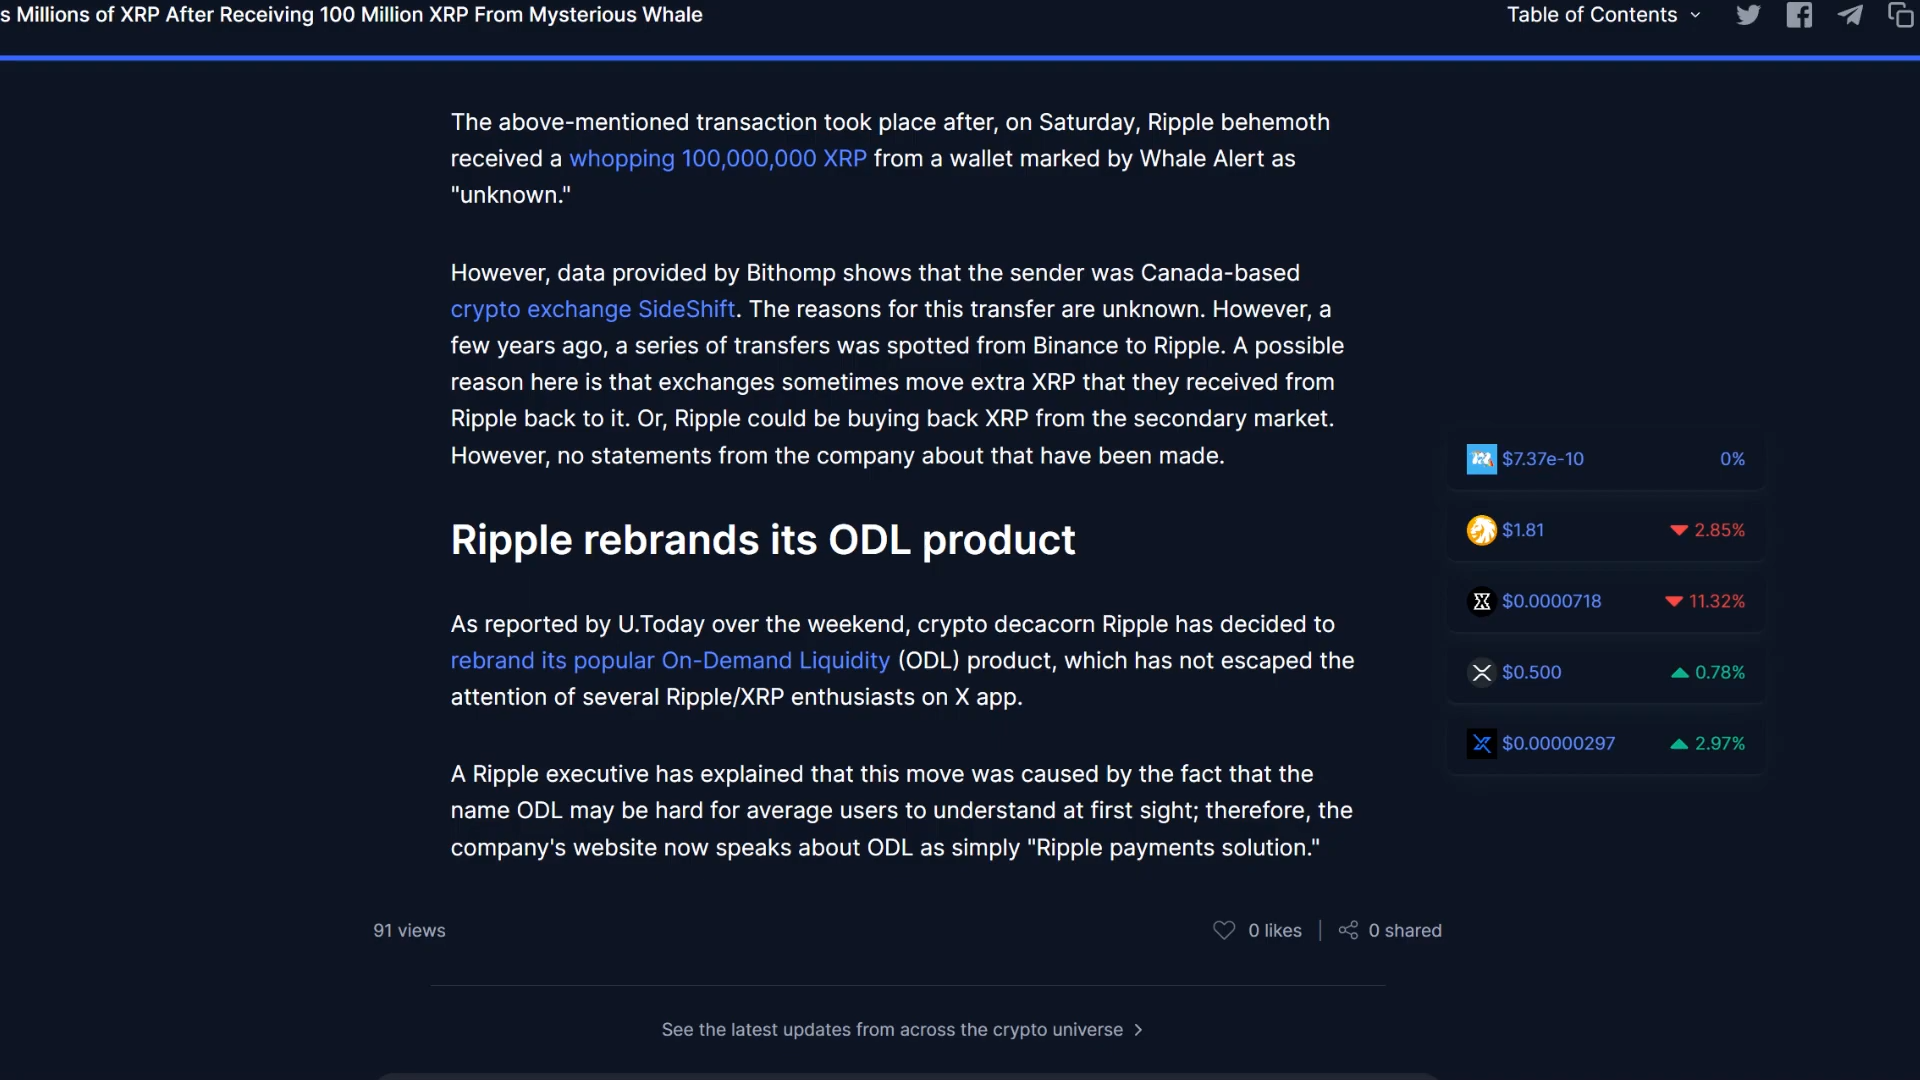 s Millions of XRP After Receiving 100 Million XRP From Mysterious Whale
Table of Contents
The above-mentioned transaction took place after, on Saturday, Ripple behemoth
received a whopping 100,000,000 XRP from a wallet marked by Whale Alert as
"unknown."
However, data provided by Bithomp shows that the sender was Canada-based
crypto exchange SideShift. The reasons for this transfer are unknown. However, a
few years ago, a series of transfers was spotted from Binance to Ripple. A possible
reason here is that exchanges sometimes move extra XRP that they received from
Ripple back to it. Or, Ripple could be buying back XRP from the secondary market.
However, no statements from the company about that have been made.
Ripple rebrands its ODL product
As reported by U.Today over the weekend, crypto decacorn Ripple has decided to
rebrand its popular On-Demand Liquidity (ODL) product, which has not escaped the
attention of several Ripple/XRP enthusiasts on X app.
A Ripple executive has explained that this move was caused by the fact that the
name ODL may be hard for average users to understand at first sight; therefore, the
company's website now speaks about ODL as simply "Ripple payments solution."
$7.37e-10 0%
$1.81 2.85%
$0.0000718 11.32%
$0.500 0.78%
$0.00000297 2.97%
91 views
0 likes | 0 shared
See the latest updates from across the crypto universe